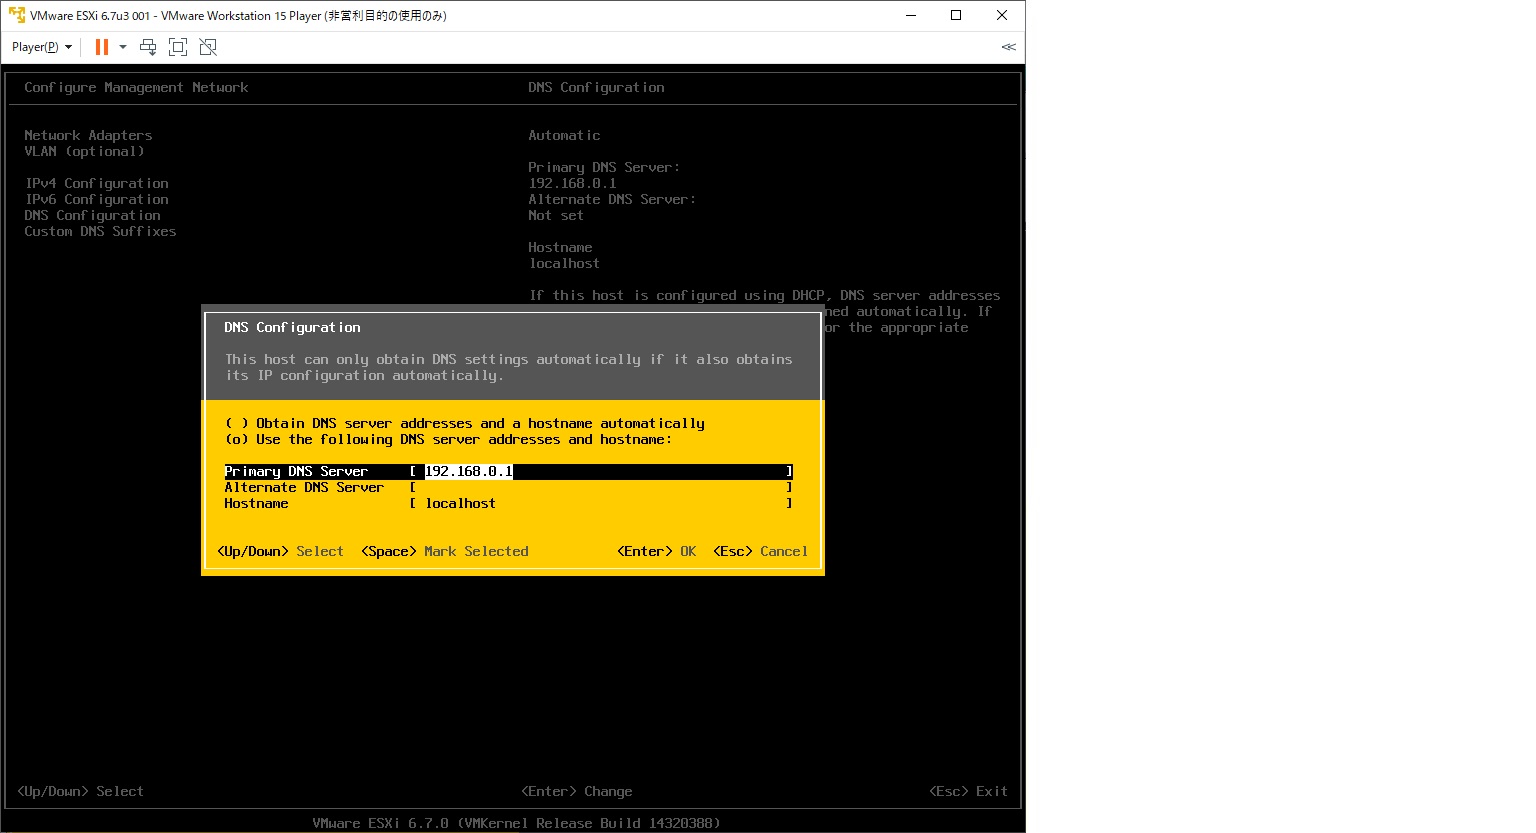 VMware ESXi 6.7u3 001 - VMware Workstation 15 Player (非営利目的の使用のみ)
Player(P)
Configure Management Network
DNS Configuration
Network Adapters
VLAN (optional)
IPv4 Configuration
IPv6 Configuration
DNS Configuration
Custom DNS Suffixes
Automatic
Primary DNS Server:
192.168.0.1
Alternate DNS Server:
Not set
Hostname
localhost
If this host is configured using DHCP, DNS server addresses
ned automatically. If
or the appropriate
DNS Configuration
This host can only obtain DNS settings automatically if it also obtains
its IP configuration automatically.
( ) Obtain DNS server addresses and a hostname automatically
(o) Use the following DNS server addresses and hostname:
Primary DNS Server [ 192.168.0.1 ]
Alternate DNS Server [ ]
Hostname [ localhost ]
<Up/Down> Select <Space> Mark Selected <Enter> OK <Esc> Cancel
<Up/Down> Select <Enter> Change <Esc> Exit
VMware ESXi 6.7.0 (VMKernel Release Build 14320388)